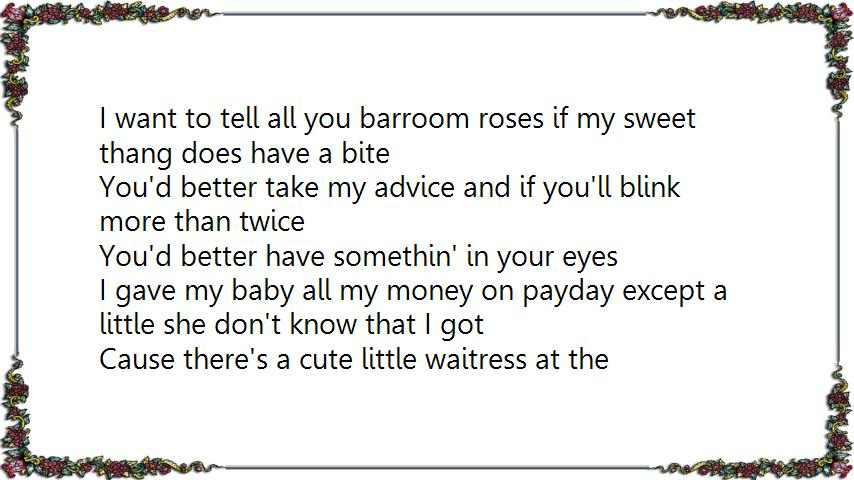 I want to tell all you barroom roses if my sweet
thang does have a bite
You'd better take my advice and if you'll blink
more than twice
You'd better have somethin' in your eyes
I gave my baby all my money on payday except a
little she don't know that I got
Cause there's a cute little waitress at the